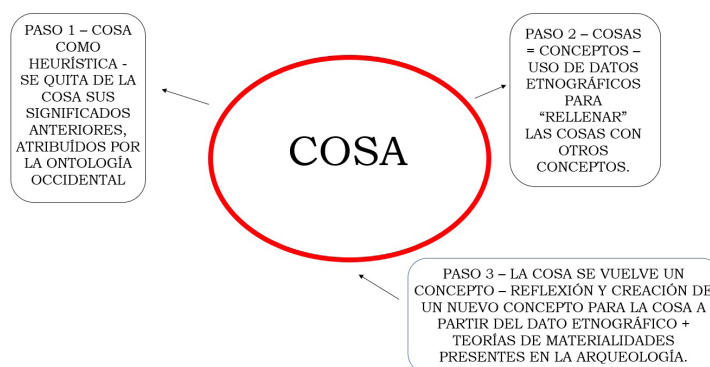 PASO 1 – COSA
COMO
HEURÍSTICA -
SE QUITA DE LA
COSA SUS
SIGNIFICADOS
ANTERIORES,
ATRIBUÍDOS POR
LA ONTOLOGÍA
OCCIDENTAL
COSA
PASO 2 – COSAS
= CONCEPTOS –
USO DE DATOS
ETNOGRÁFICOS
PARA
“RELLENAR”
LAS COSAS CON
OTROS
CONCEPTOS.
PASO 3 – LA COSA SE VUELVE UN
CONCEPTO – REFLEXIÓN Y CREACIÓN DE
UN NUEVO CONCEPTO PARA LA COSA A
PARTIR DEL DATO ETNOGRÁFICO +
TEORÍAS DE MATERIALIDADES
PRESENTES EN LA ARQUEOLOGÍA.